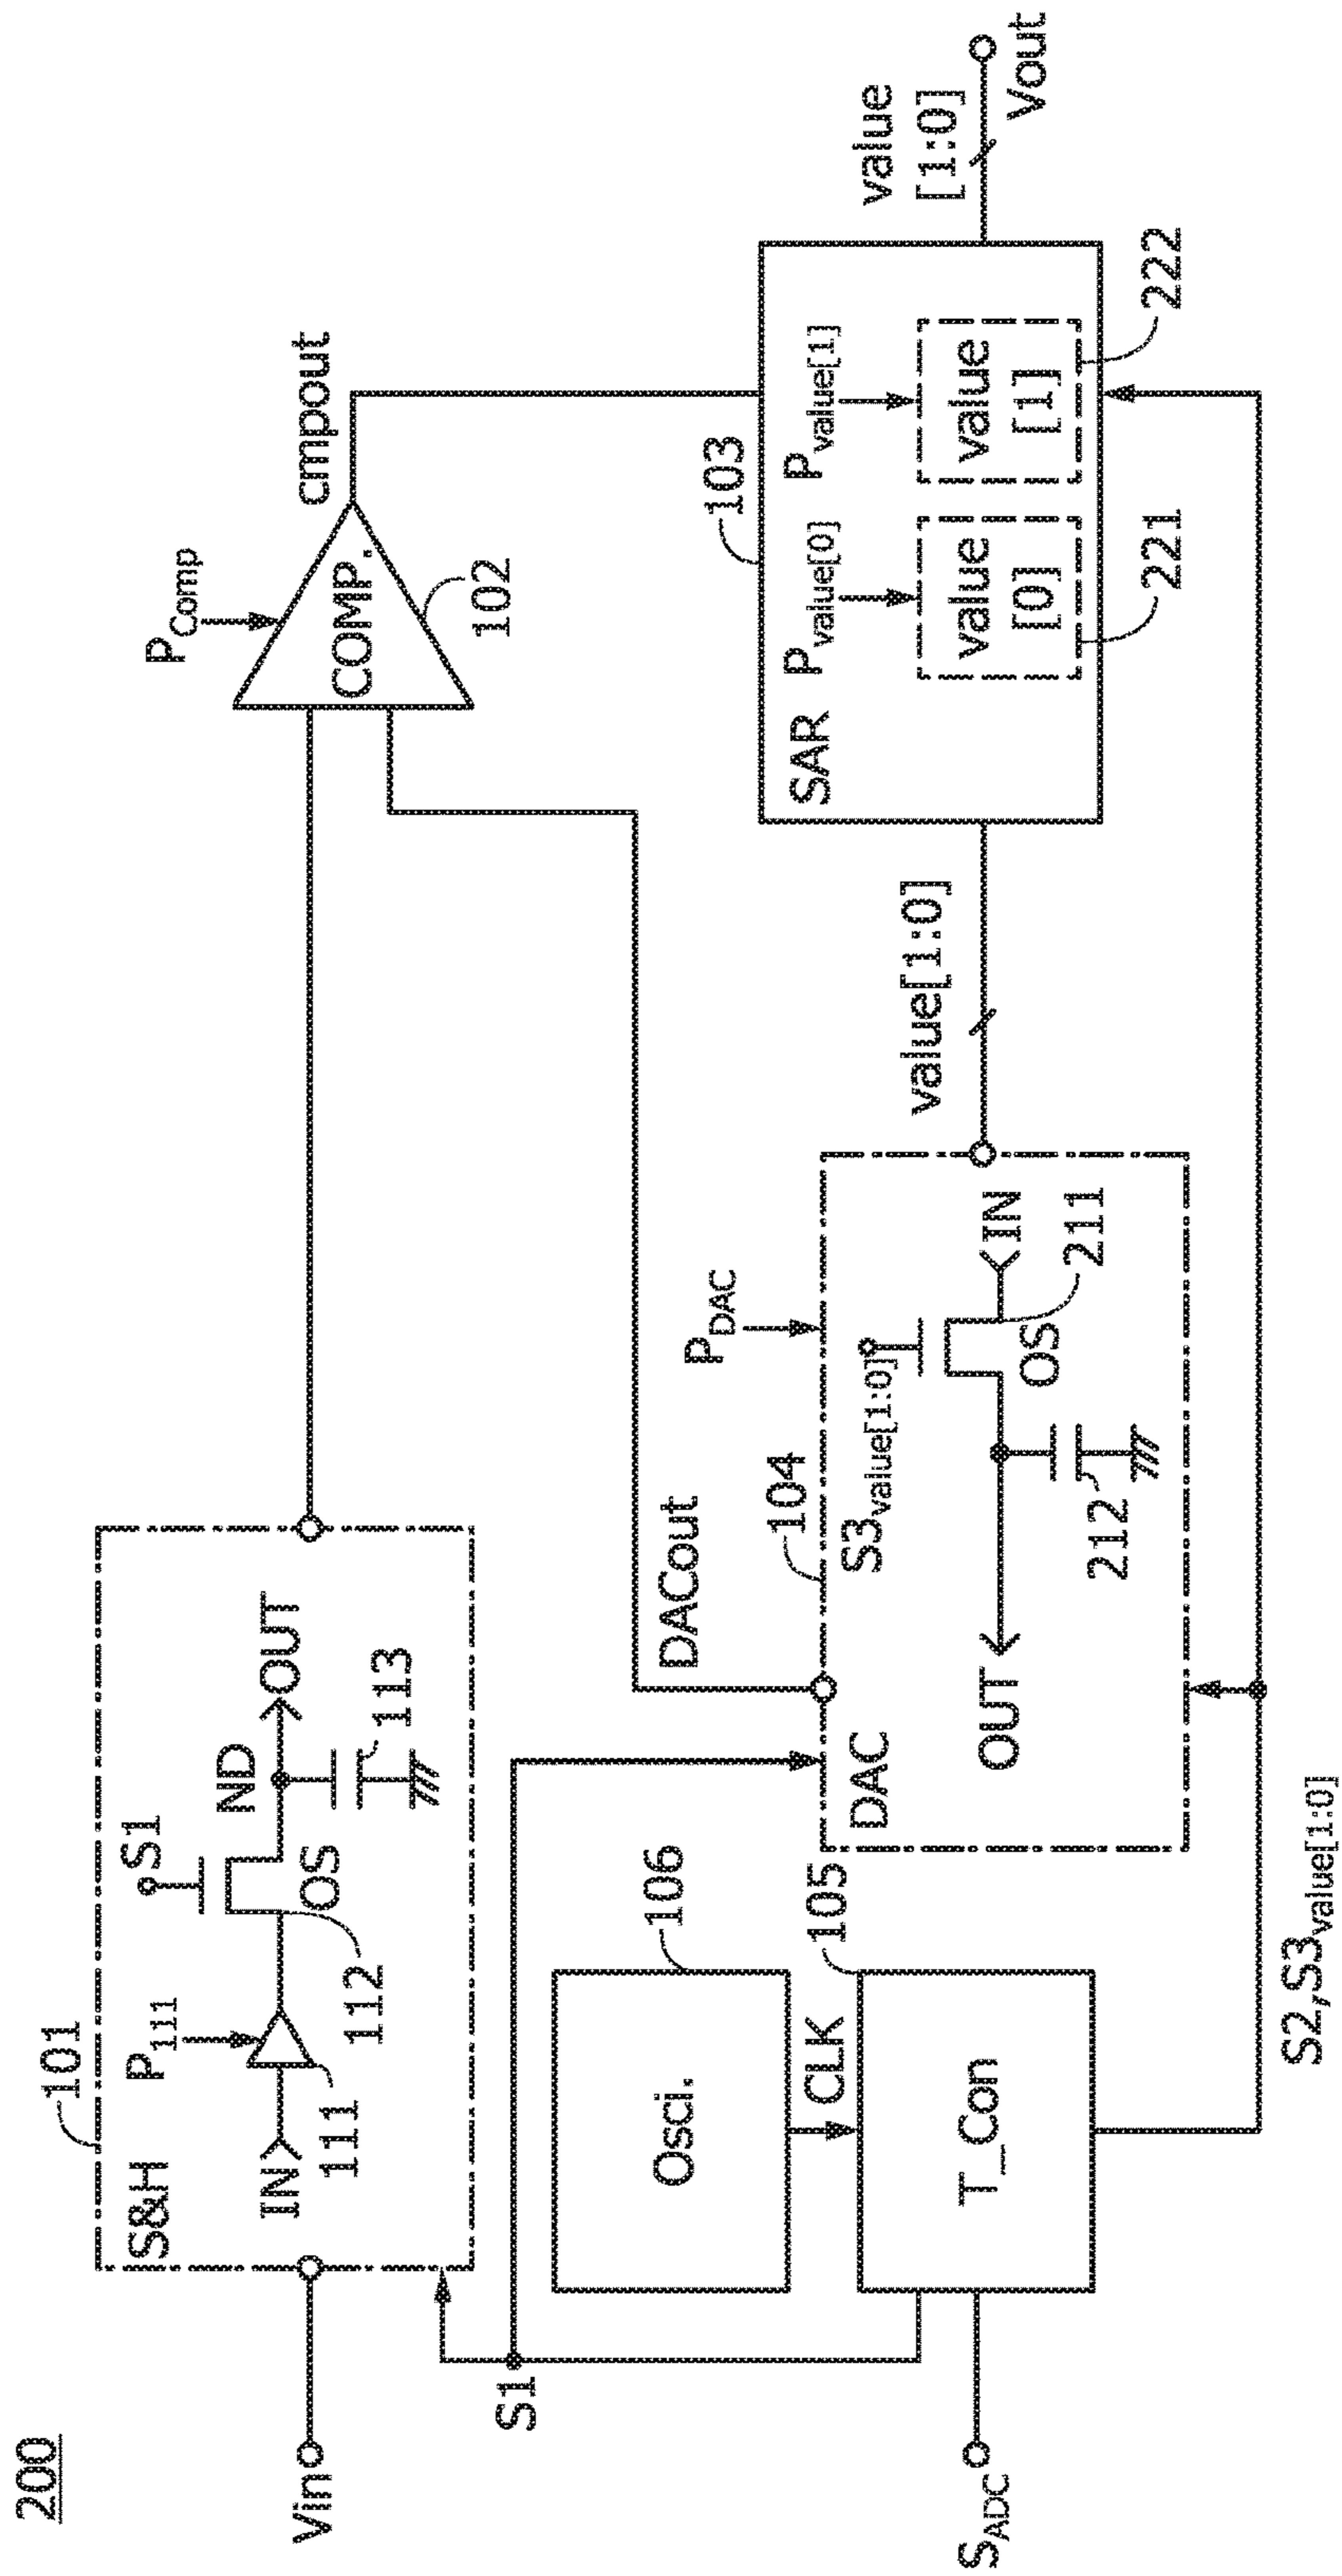 200
Vin
101
S&H
P111
IN
111
S1
112
OS
ND
OUT
113
PComp
COMP.
102
cmpout
S1
Osci.
106
CLK
105
T_Con
SADC
DACout
PDAC
104
DAC
S3value[1:0]
OUT
212
OS
211
IN
value[1:0]
103
SAR
Pvalue[0]
Pvalue[1]
value
[0]
value
[1]
221
222
value
[1:0]
Vout
S2,S3value[1:0]